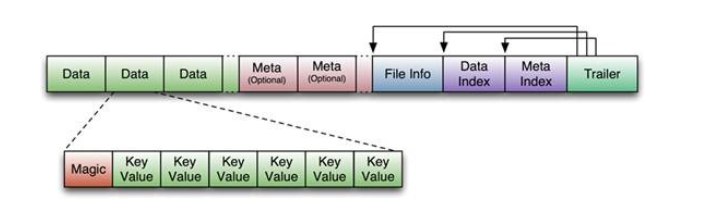 Data Data Data Meta (Optional) Meta (Optional) File Info Data Index Meta Index Trailer
Magic Key Value Key Value Key Value Key Value Key Value Key Value